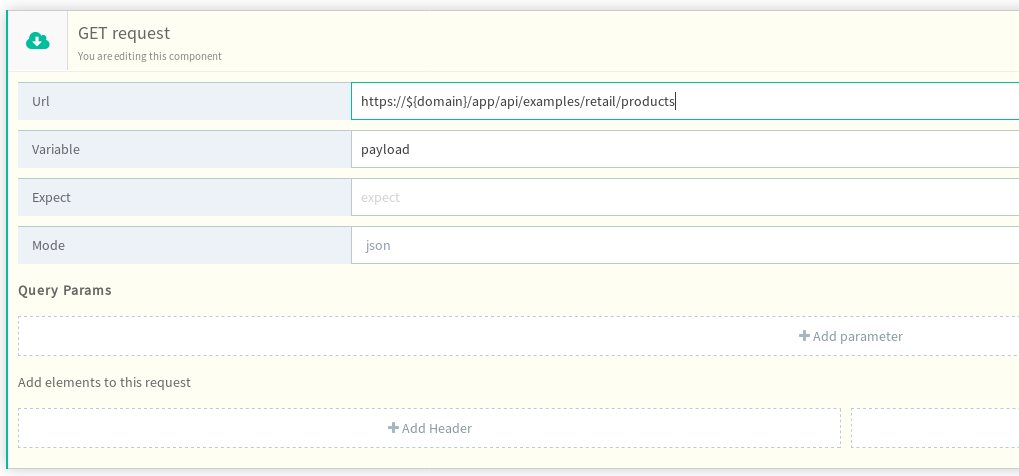 GET request
You are editing this component
Url
https://${domain}/app/api/examples/retail/products
Variable
payload
Expect
expect
Mode
json
Query Params
Add parameter
Add elements to this request
Add Header